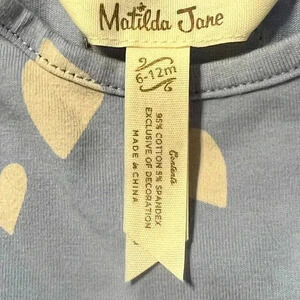 Matilda Jane
6-12m
Contents
95% COTTON 5% SPANDEX
EXCLUSIVE OF DECORATION
MADE IN CHINA